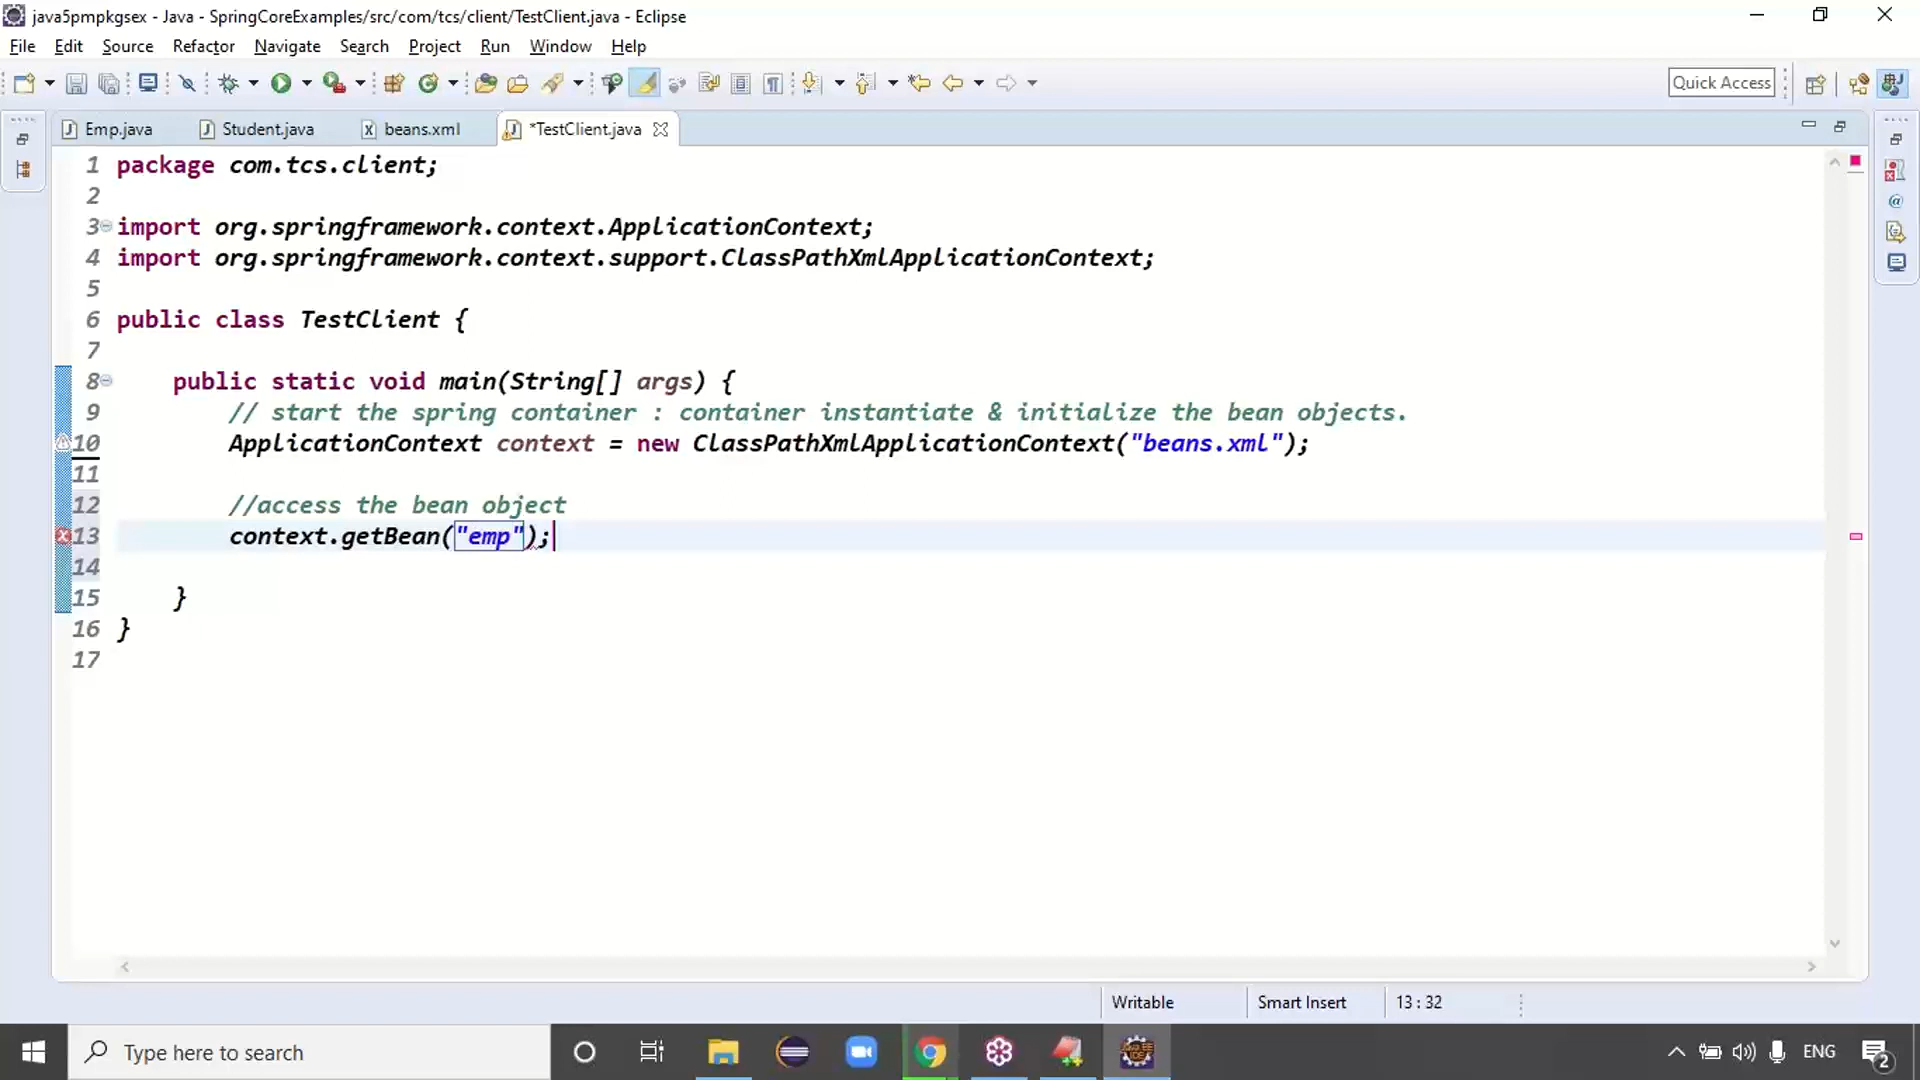 java5pmpkgsex - Java - SpringCoreExamples/src/com/tcs/client/TestClient.java - Eclipse
File Edit Source Refactor Navigate Search Project Run Window Help
Quick Access
Emp.java Student.java beans.xml *TestClient.java
1 package com.tcs.client;
2
3 import org.springframework.context.ApplicationContext;
4 import org.springframework.context.support.ClassPathXmlApplicationContext;
5
6 public class TestClient {
7
8 public static void main(String[] args) {
9 // start the spring container : container instantiate & initialize the bean objects.
10 ApplicationContext context = new ClassPathXmlApplicationContext("beans.xml");
11
12 //access the bean object
13 context.getBean("emp");
14
15 }
16 }
17
Writable Smart Insert 13 : 32
Type here to search
ENG
2